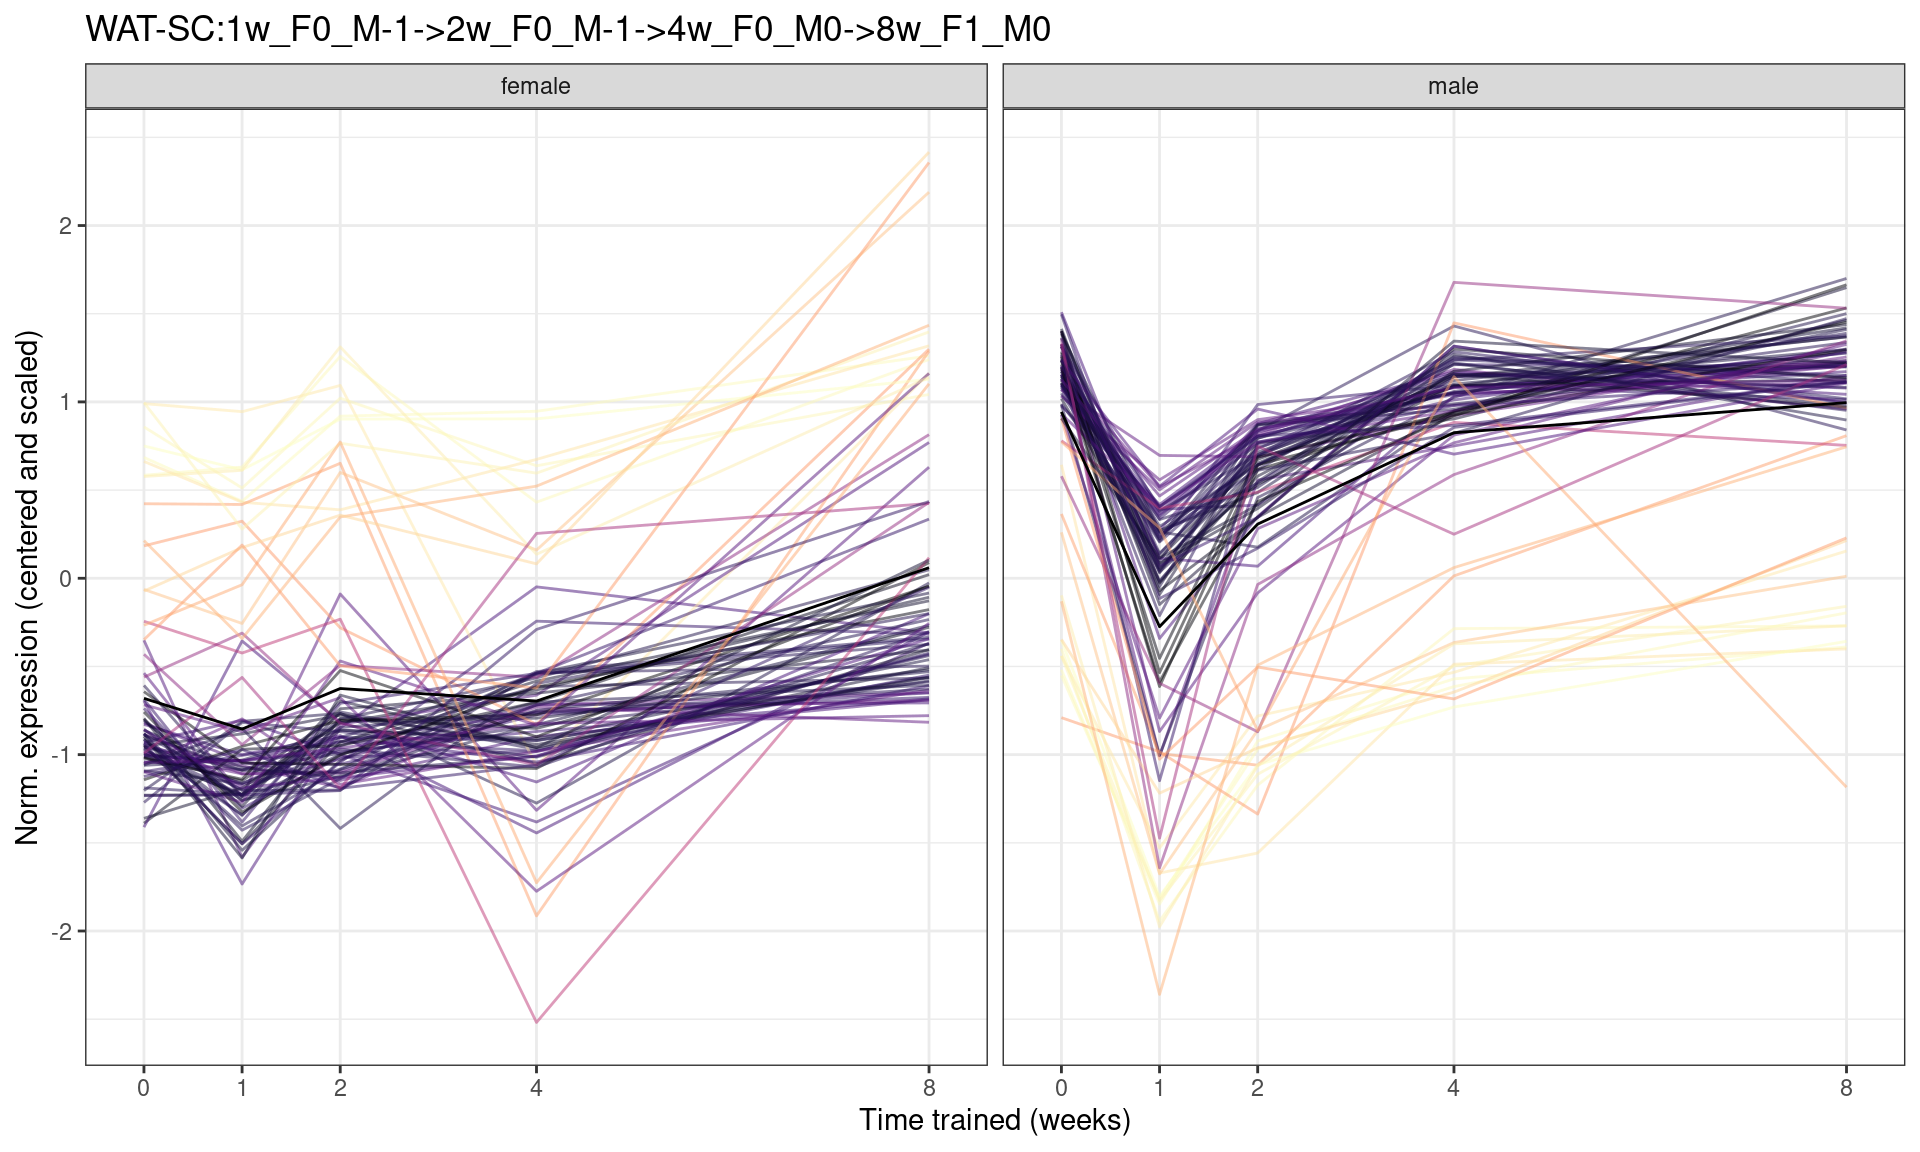 WAT-SC:1w_F0_M-1->2w_F0_M-1->4w_F0_M0->8w_F1_M0
female male
Norm. expression (centered and scaled)
2
1
0
-1
-2
0 1 2 4 8 0 1 2 4 8
Time trained (weeks)